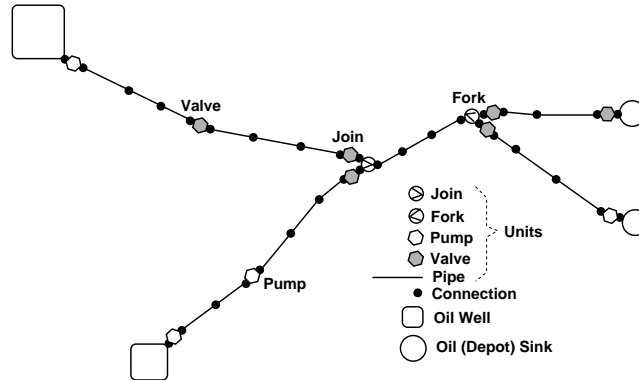 Fork
Valve
Join
Join
Fork
Pump
Units
Valve
Pump
Pipe
Connection
Oil Well
Oil (Depot) Sink